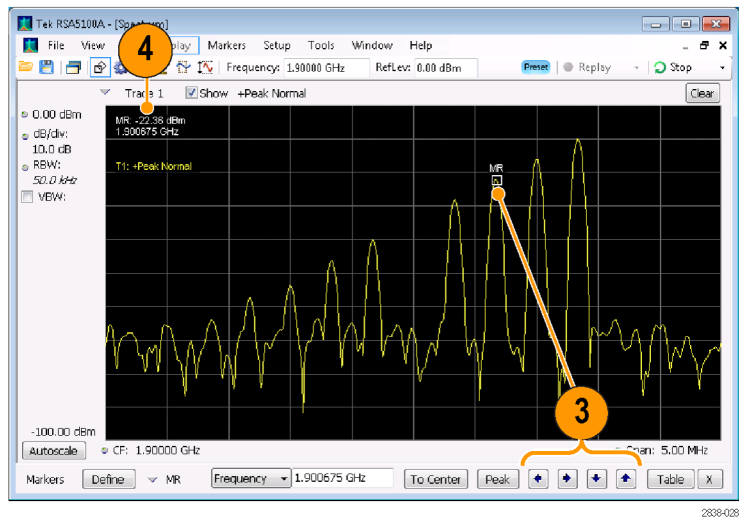 Tek RSA5100A - [Spectrum]
File View Markers Setup Tools Window Help
4
Frequency: 1.90000 GHz RefLev: 0.00 dBm Preset Replay Stop
Trace 1 Show +Peak Normal Clear
0.00 dBm
dB/div:
10.0 dB
RBW:
50.0 kHz
VBW:
MR: -22.36 dBm
1.900675 GHz
T1: +Peak Normal
MR
3
-100.00 dBm
Autoscale CF: 1.90000 GHz Span: 5.00 MHz
Markers Define MR Frequency 1.900675 GHz To Center Peak Table X
2838-028